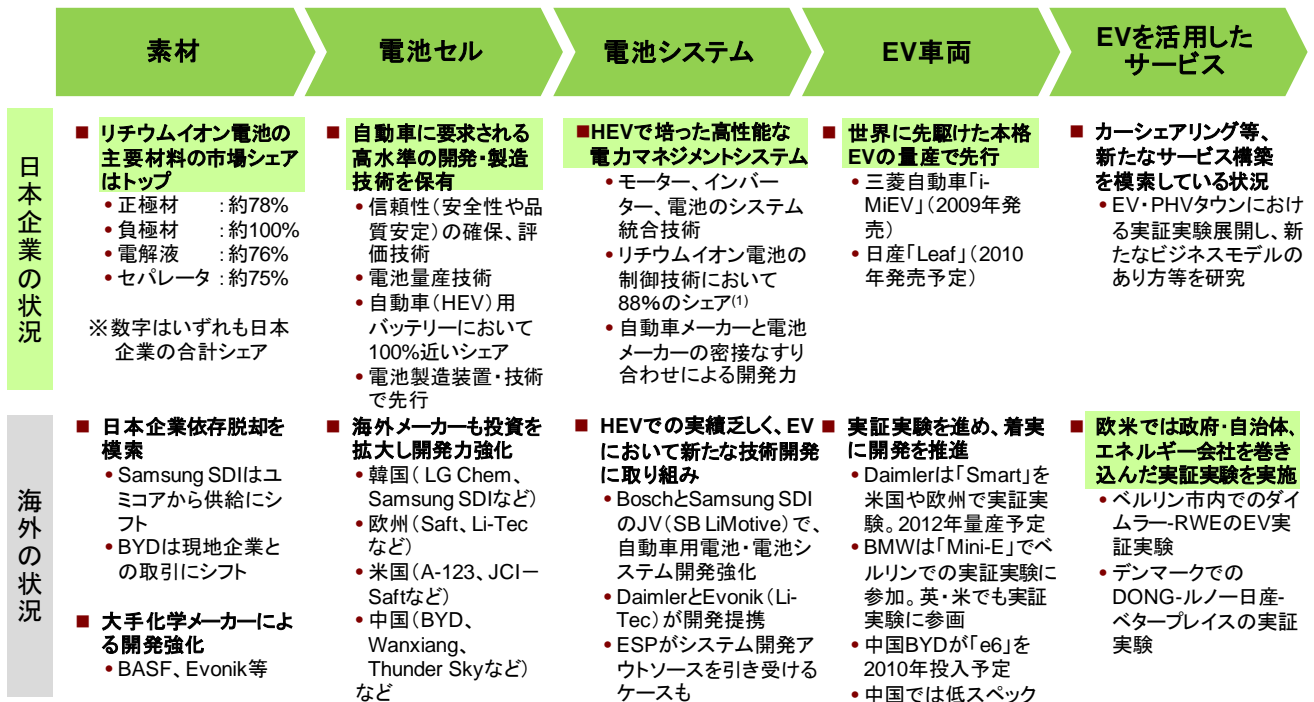 素材
電池セル
電池システム
EV車両
EVを活用した
サービス
日本企業の状況
■ リチウムイオン電池の
主要材料の市場シェア
はトップ
• 正極材 ：約78%
• 負極材 ：約100%
• 電解液 ：約76%
• セパレータ ：約75%
※数字はいずれも日本
企業の合計シェア
■ 自動車に要求される
高水準の開発・製造
技術を保有
• 信頼性（安全性や品
質安定）の確保、評
価技術
• 電池量産技術
• 自動車（HEV）用
バッテリーにおいて
100%近いシェア
• 電池製造装置・技術
で先行
■HEVで培った高性能な
電力マネジメントシステム
• モーター、インバー
ター、電池のシステム
統合技術
• リチウムイオン電池の
制御技術において
88%のシェア(1)
• 自動車メーカーと電池
メーカーの密接なすり
合わせによる開発力
■ 世界に先駆けた本格
EVの量産で先行
• 三菱自動車「i-
MiEV」（2009年発
売）
• 日産「Leaf」（2010
年発売予定）
■ カーシェアリング等、
新たなサービス構築
を模索している状況
• EV・PHVタウンにおけ
る実証実験展開し、新
たなビジネスモデルの
あり方等を研究
海外の状況
■ 日本企業依存脱却を
模索
• Samsung SDIはユ
ミコアから供給にシ
フト
• BYDは現地企業と
の取引にシフト
■ 大手化学メーカーによ
る開発強化
• BASF、Evonik等
■ 海外メーカーも投資を
拡大し開発力強化
• 韓国（ LG Chem、
Samsung SDIなど）
• 欧州（Saft、Li-Tec
など）
• 米国（A-123、JCI－
Saftなど）
• 中国（BYD、
Wanxiang、
Thunder Skyなど）
など
■ HEVでの実績乏しく、EV
において新たな技術開発
に取り組み
• BoschとSamsung SDI
のJV（SB LiMotive）で、
自動車用電池・電池シ
ステム開発強化
• DaimlerとEvonik（Li-
Tec）が開発提携
• ESPがシステム開発ア
ウトソースを引き受ける
ケースも
■ 実証実験を進め、着実
に開発を推進
• Daimlerは「Smart」を
米国や欧州で実証実
験。2012年量産予定
• BMWは「Mini-E」でベ
ルリンでの実証実験に
参加。英・米でも実証
実験に参画
• 中国BYDが「e6」を
2010年投入予定
• 中国では低スペック
■ 欧米では政府・自治体、
エネルギー会社を巻き
込んだ実証実験を実施
• ベルリン市内でのダイ
ムラー-RWEのEV実
証実験
• デンマークでの
DONG-ルノー日産-
ベタープレイスの実証
実験